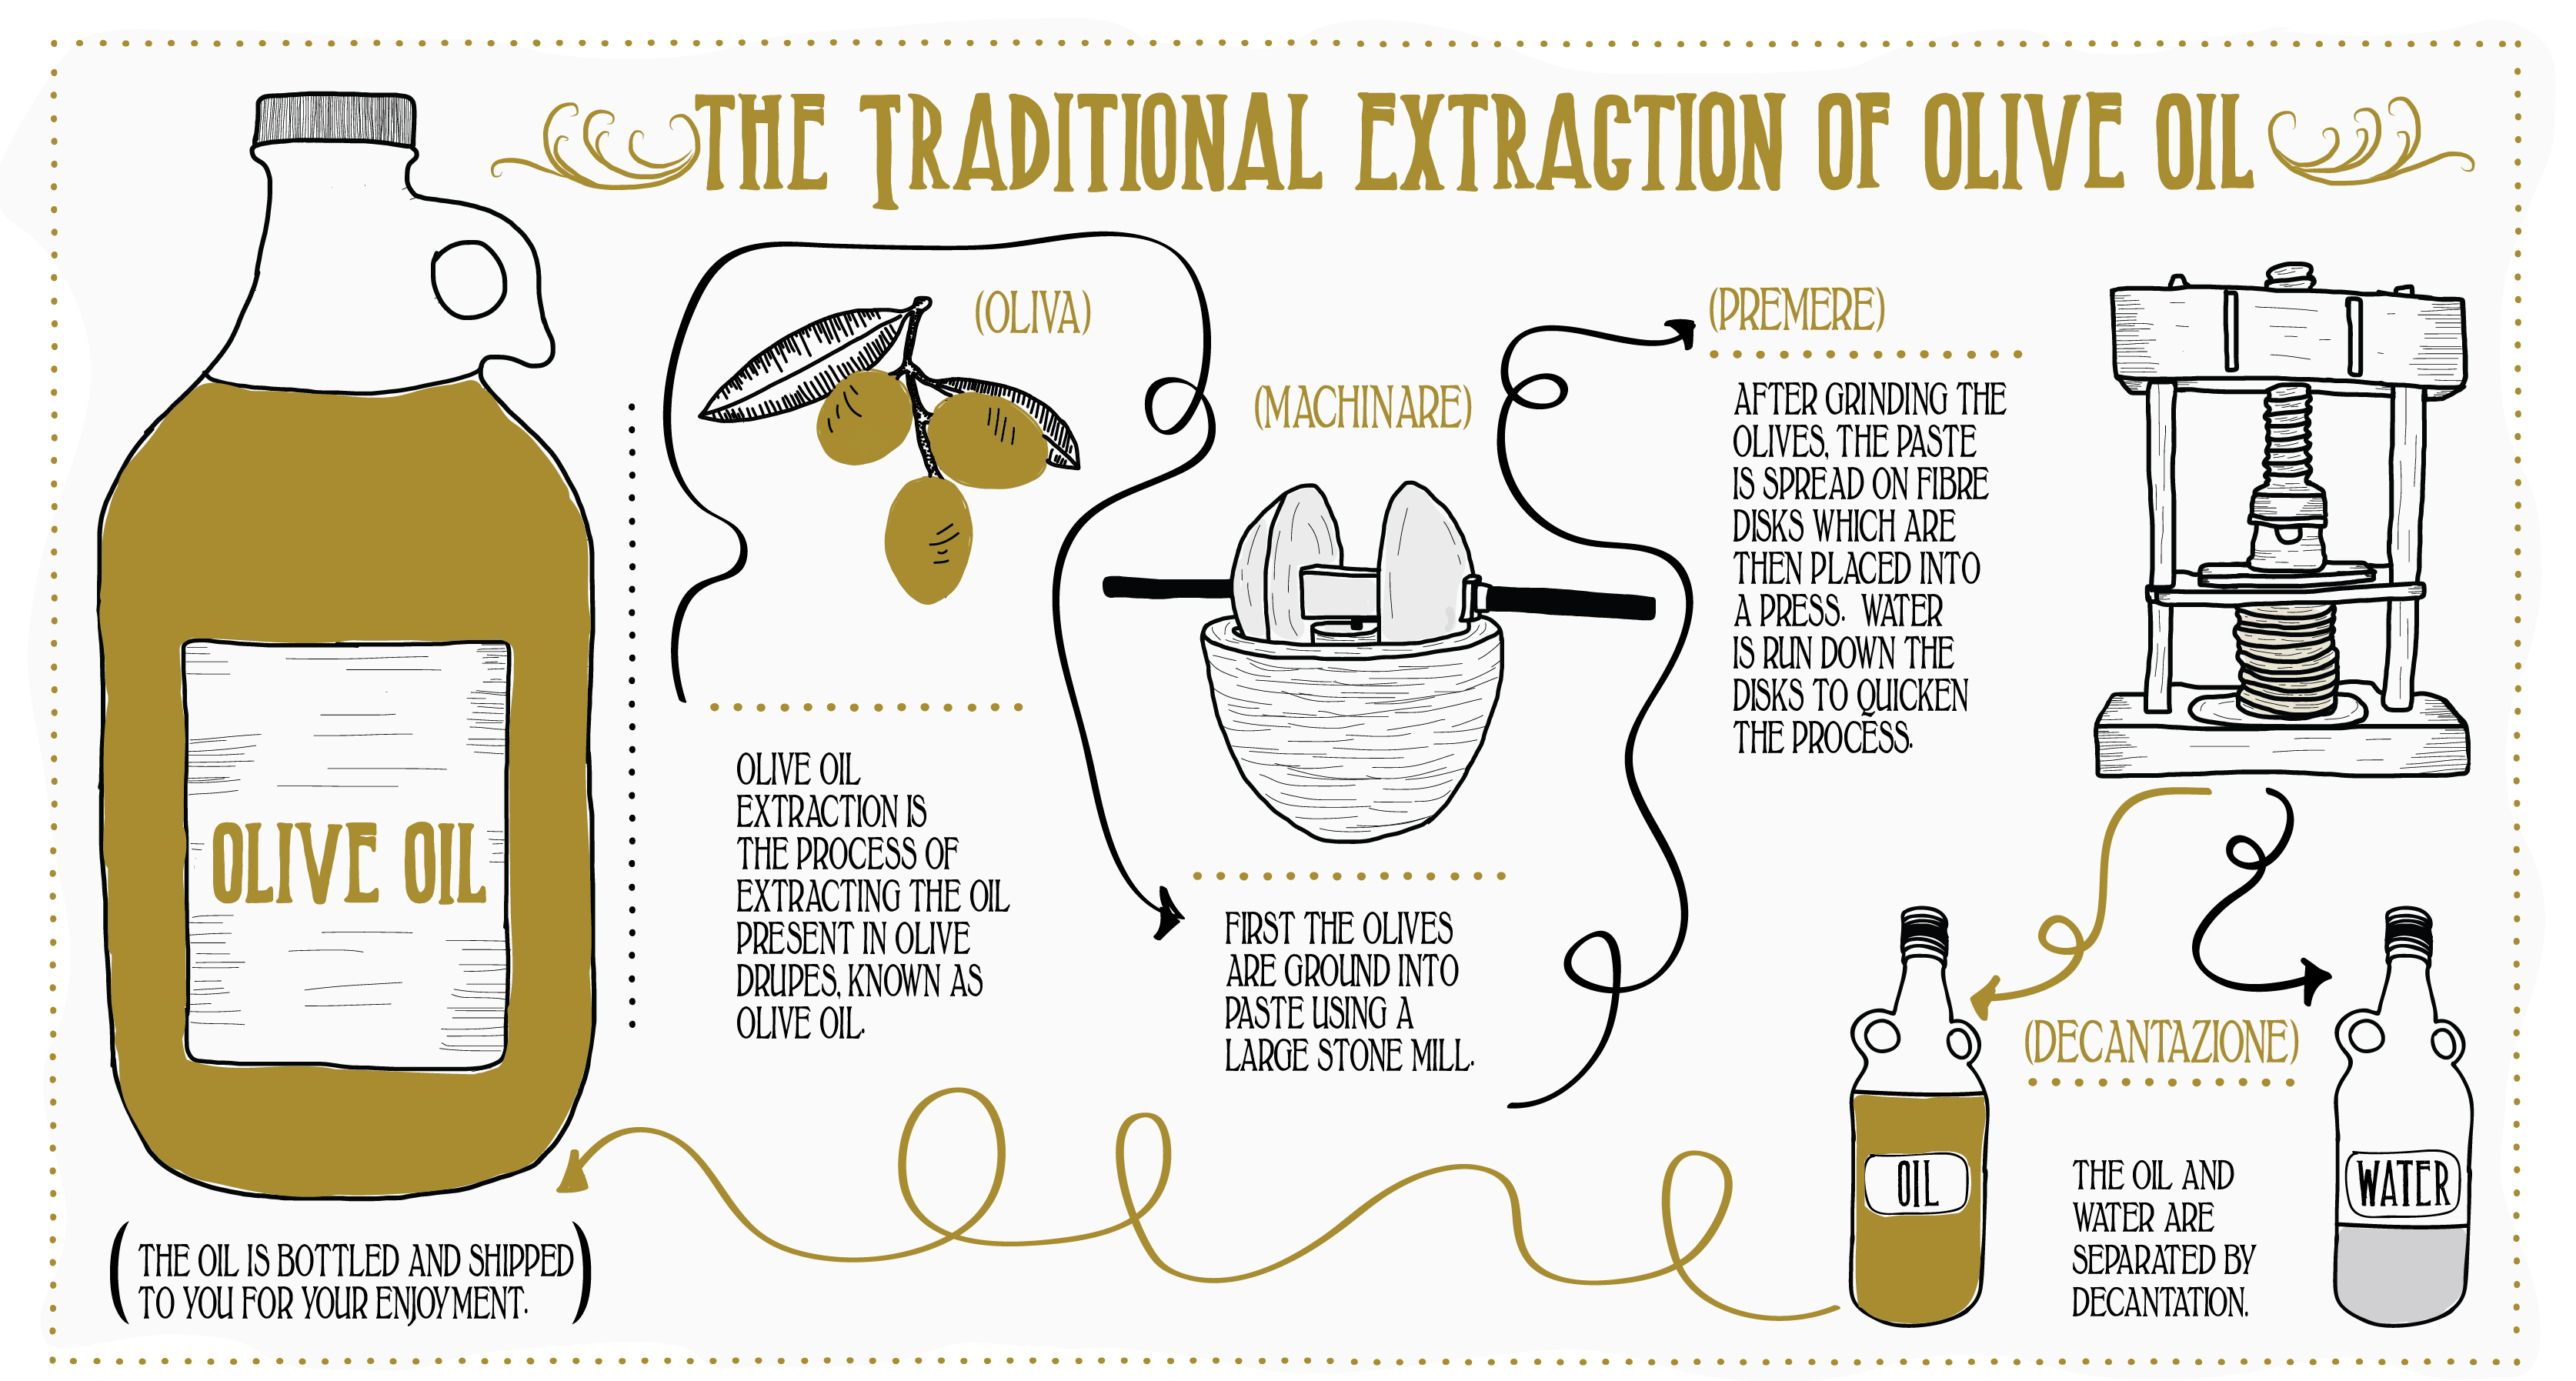 THE TRADITIONAL EXTRACTION OF OLIVE OIL
(OLIVA)
OLIVE OIL
EXTRACTION IS
THE PROCESS OF
EXTRACTING THE OIL
PRESENT IN OLIVE
DRUPES, KNOWN AS
OLIVE OIL.
(MACHINARE)
FIRST THE OLIVES
ARE GROUND INTO
PASTE USING A
LARGE STONE MILL.
(PREMERE)
AFTER GRINDING THE
OLIVES, THE PASTE
IS SPREAD ON FIBRE
DISKS WHICH ARE
THEN PLACED INTO
A PRESS. WATER
IS RUN DOWN THE
DISKS TO QUICKEN
THE PROCESS.
(DECANTAZIONE)
THE OIL AND
WATER ARE
SEPARATED BY
DECANTATION.
OIL
WATER
OLIVE OIL
(THE OIL IS BOTTLED AND SHIPPED
TO YOU FOR YOUR ENJOYMENT.)